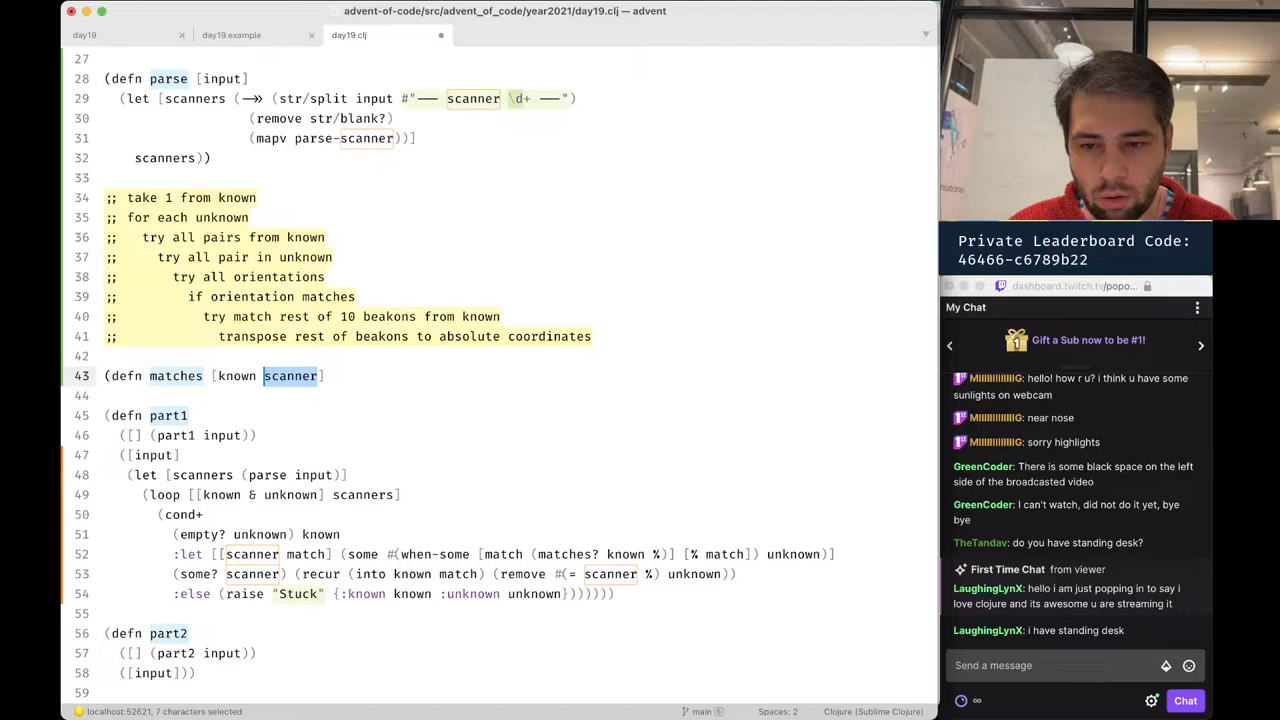 advent-of-code/src/advent_of_code/year2021/day19.clj — advent
day19
day19.example
day19.clj
27
28 (defn parse [input]
29 (let [scanners (->> (str/split input #"--- scanner \d+ ---")
30 (remove str/blank?)
31 (mapv parse-scanner))]
32 scanners))
33
34 ;; take 1 from known
35 ;; for each unknown
36 ;; try all pairs from known
37 ;; try all pair in unknown
38 ;; try all orientations
39 ;; if orientation matches
40 ;; try match rest of 10 beakons from known
41 ;; transpose rest of beakons to absolute coordinates
42
43 (defn matches [known scanner]
44
45 (defn part1
46 ([] (part1 input))
47 ([input]
48 (let [scanners (parse input)]
49 (loop [[known & unknown] scanners]
50 (cond+
51 (empty? unknown) known
52 :let [[scanner match] (some #(when-some [match (matches? known %)] [% match]) unknown)]
53 (some? scanner) (recur (into known match) (remove #(= scanner %) unknown))
54 :else (raise "Stuck" {:known known :unknown unknown})))))))
55
56 (defn part2
57 ([] (part2 input))
58 ([input]))
59
localhost:52621, 7 characters selected
main 6
Spaces: 2
Clojure (Sublime Clojure)
Private Leaderboard Code:
46466-c6789b22
dashboard.twitch.tv/popo...
My Chat
1
Gift a Sub now to be #1!
hello! how r u? i think u have some
sunlights on webcam
near nose
sorry highlights
GreenCoder: There is some black space on the left
side of the broadcasted video
GreenCoder: I can't watch, did not do it yet, bye
bye
TheTandav: do you have standing desk?
First Time Chat from viewer
LaughingLynX: hello i am just popping in to say i
love clojure and its awesome u are streaming it
LaughingLynX: i have standing desk
Send a message
∞
Chat